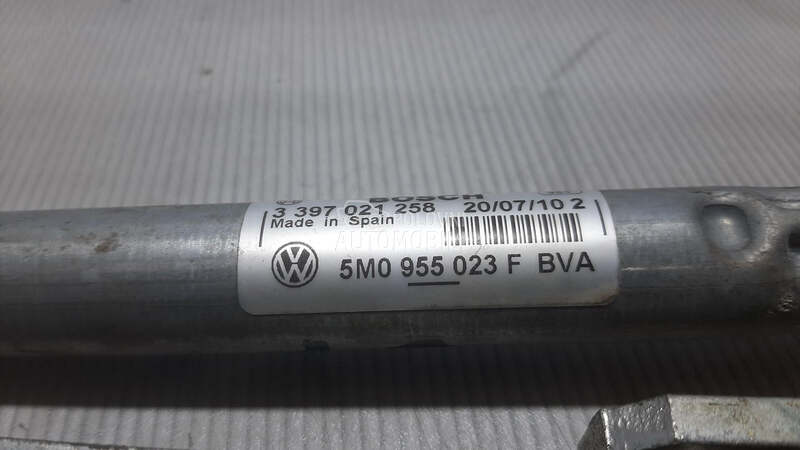 BOSCH
3 397 021 258 20/07/10 2
Made in Spain
5M0 955 023 F BVA